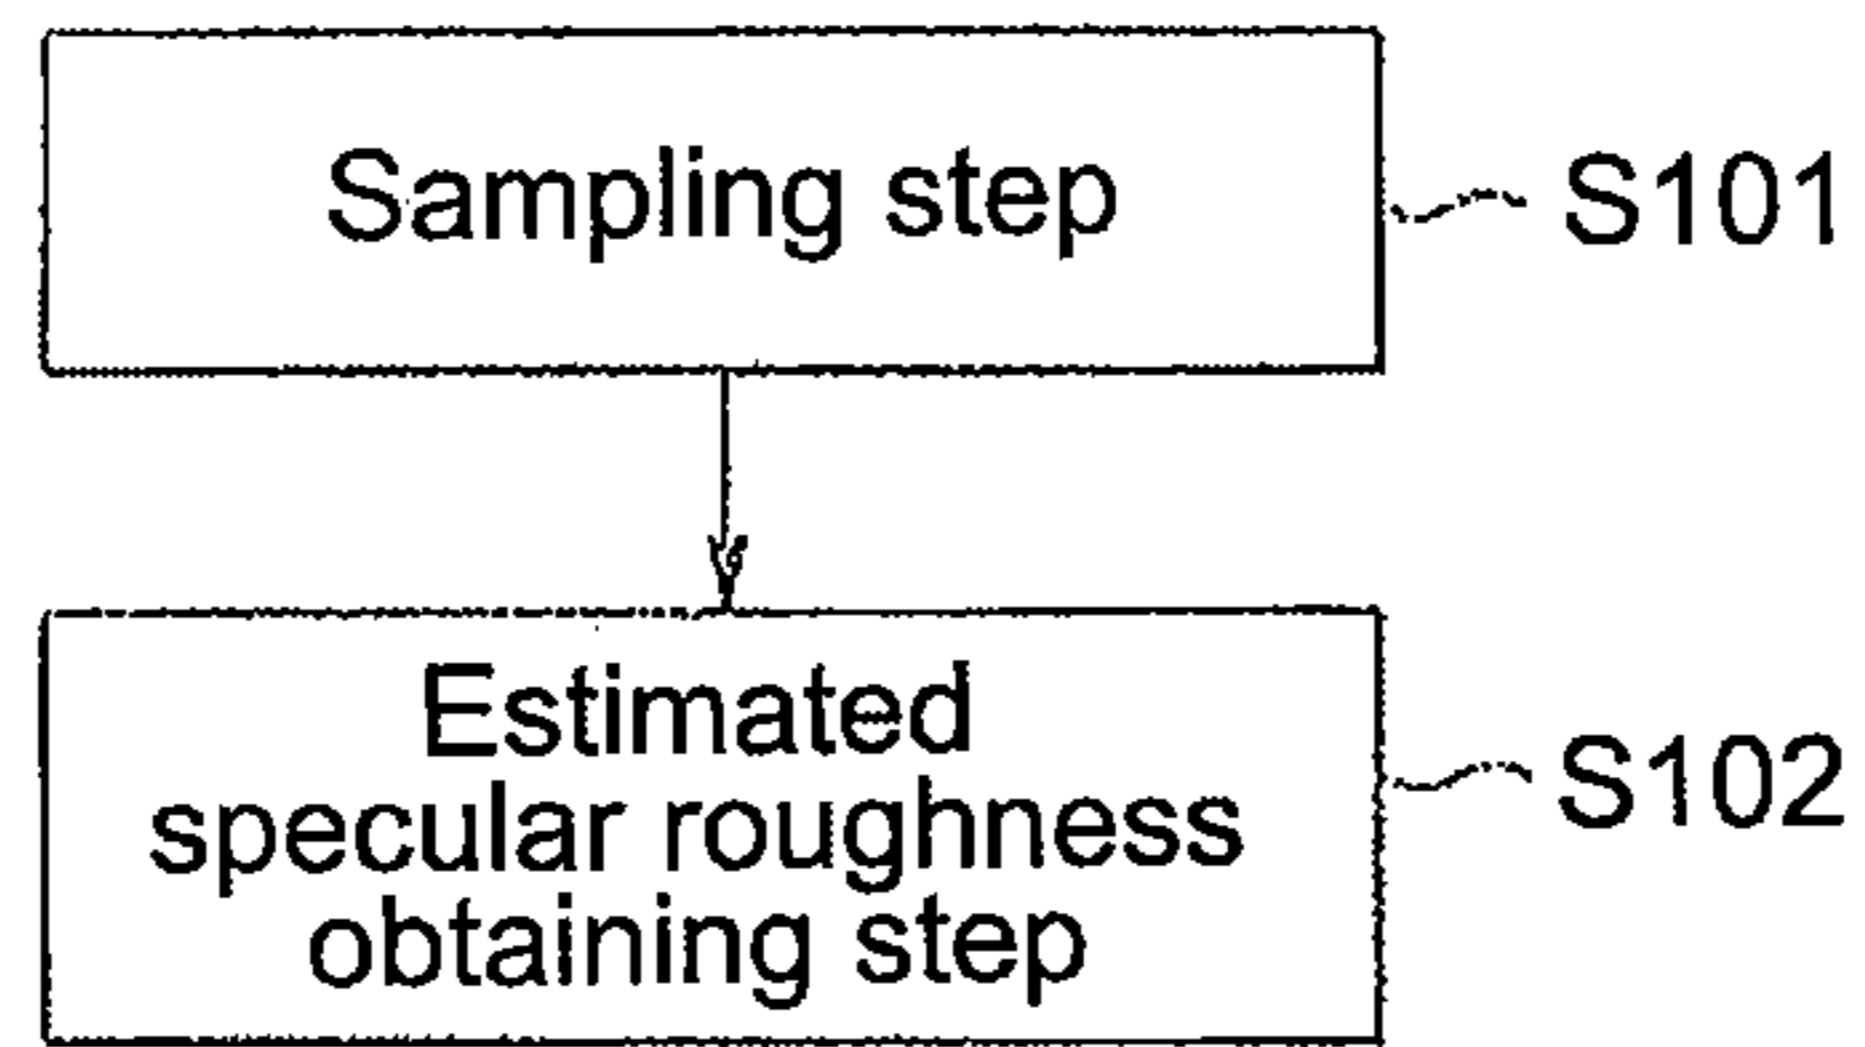 Sampling step
S101
Estimated
specular roughness
obtaining step
S102